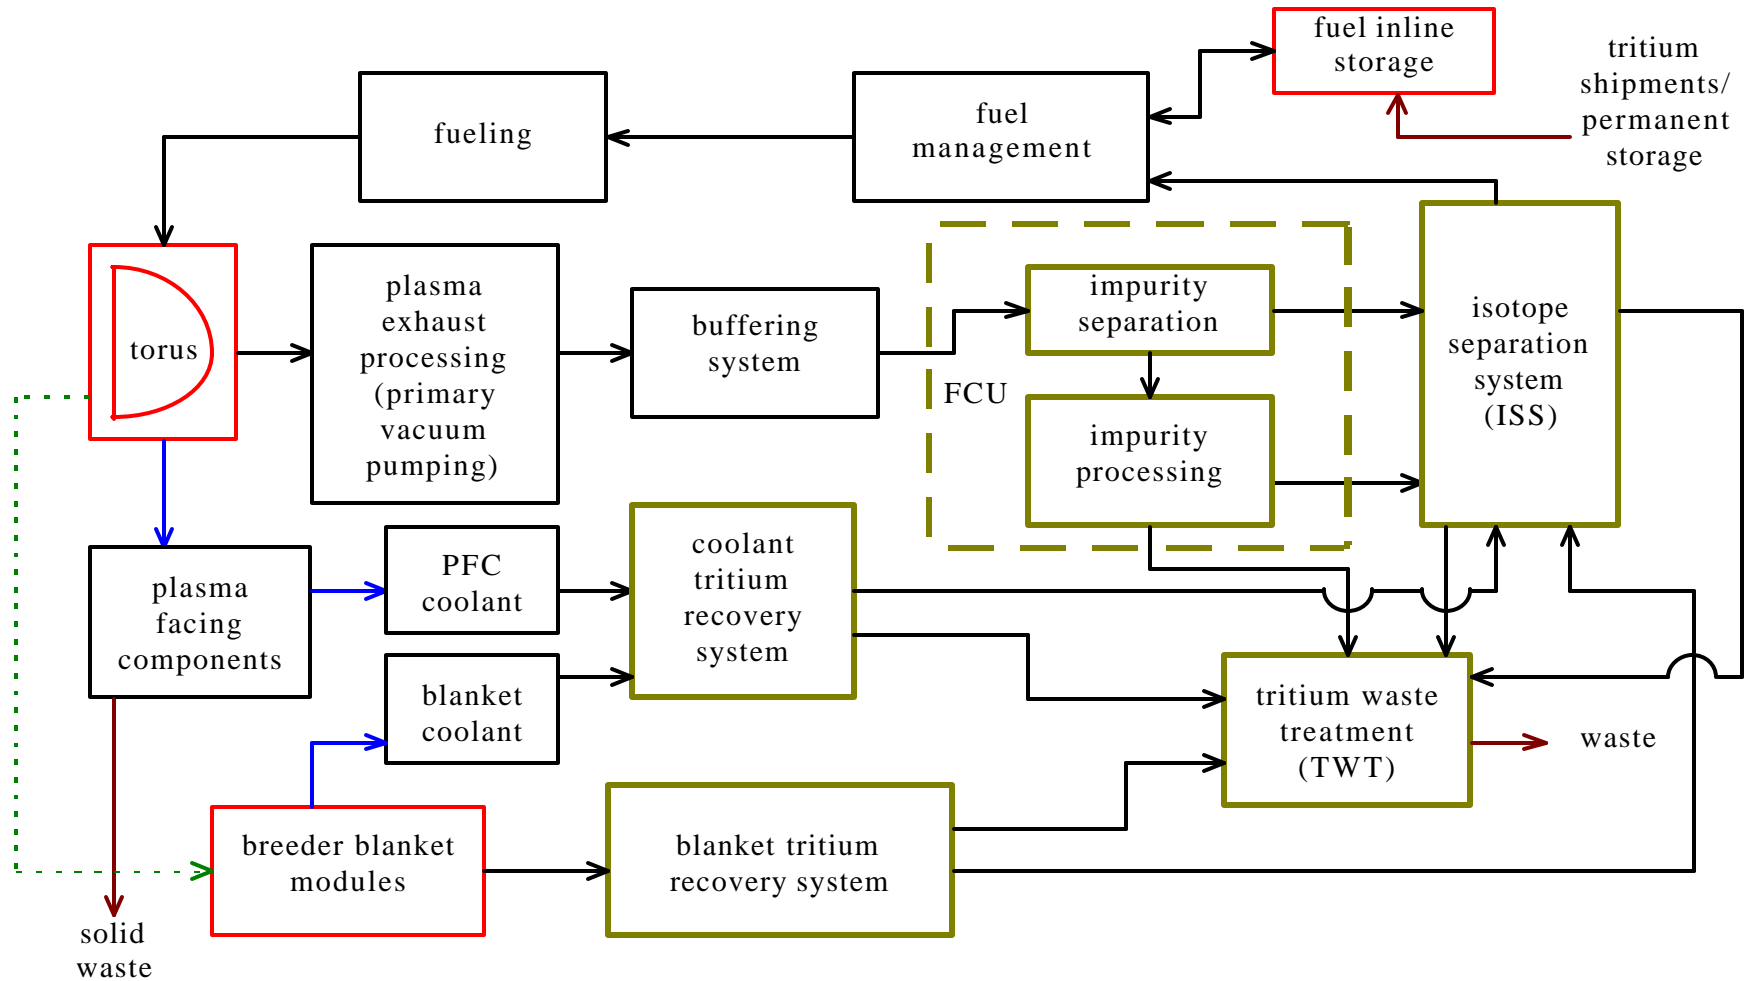 fuel inline
storage
tritium
shipments/
permanent
storage
fueling
fuel
management
torus
plasma
exhaust
processing
(primary
vacuum
pumping)
buffering
system
impurity
separation
FCU
impurity
processing
isotope
separation
system
(ISS)
plasma
facing
components
PFC
coolant
blanket
coolant
coolant
tritium
recovery
system
tritium waste
treatment
(TWT)
waste
breeder blanket
modules
blanket tritium
recovery system
solid
waste